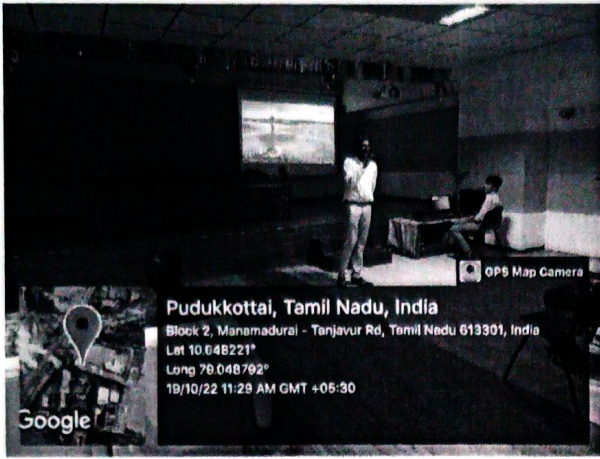 GPS Map Camera
Pudukkottai, Tamil Nadu, India
Block 2, Manamadurai - Tanjavur Rd, Tamil Nadu 613301, India
Lat 10.648221°
Long 79.048792°
19/10/22 11:29 AM GMT +05:30
Google